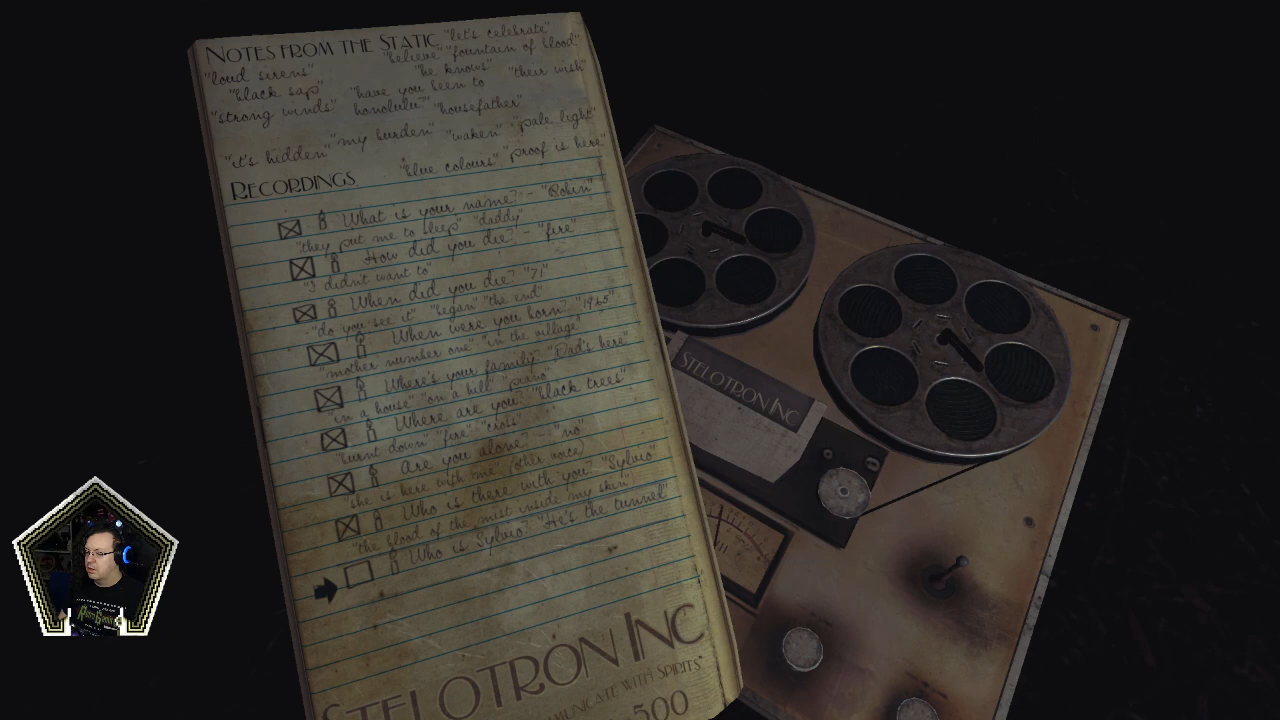 NOTES FROM THE STATIC "let's celebrate"
"believe" "fountain of blood"
"loud sirens" "he knows" "their wish"
"black sap" "have you been to
"strong winds" honolulu?" "housefather"
"my burden" "waken" "pale light"
"it's hidden" "blue colours" "proof is here"
RECORDINGS
What is your name? - "Robin"
"they put me to sleep" "daddy"
How did you die? - "fire"
"I didn't want to"
When did you die? "71"
"do you see it" "began" "the end"
When were you born? "1965"
"mother number one" "in the village"
Where's your family? "Dad's here"
"in a house" "on a hill" "piano"
Where are you? "black trees"
"burnt down" "fire" "cross"
Are you alone? - "no"
"she is here with me" (other voice)
Who is there with you? "Sylvio"
"the blood of the mist inside my skin"
Who is Sylvio? "He's the tunnel"
STELOTRON INC
MMUNICATE WITH SPIRITS"
500
STELOTRON INC